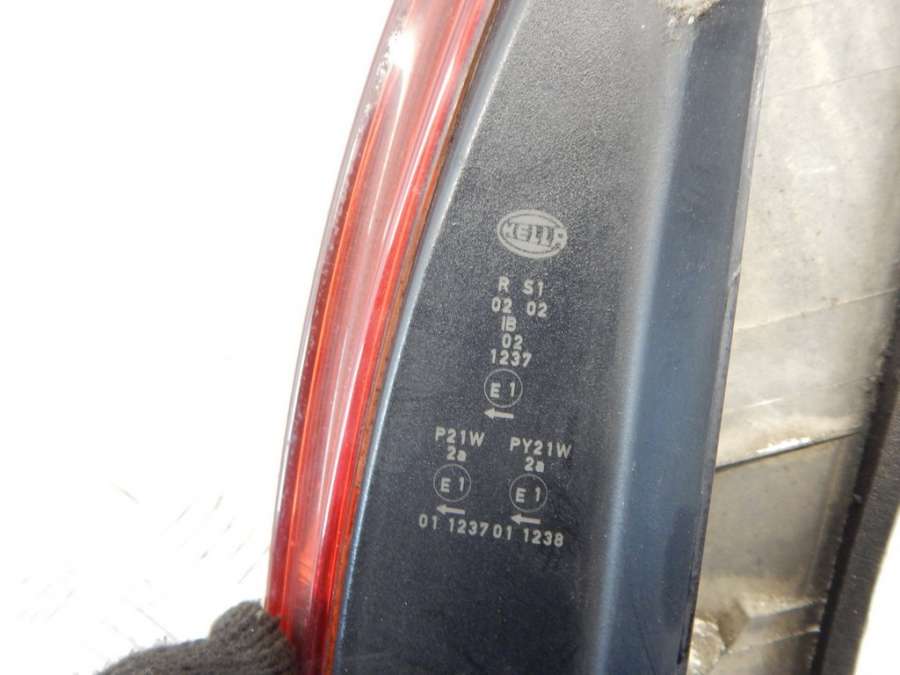 HELLA
R S1
02 02
IB
02
1237
E 1
P21W PY21W
2a 2a
E 1 E 1
01 1237 01 1238